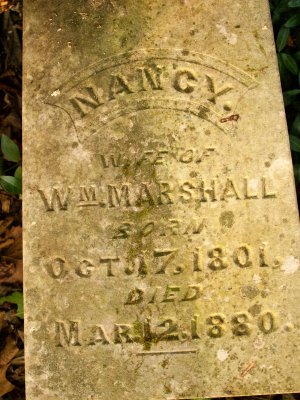 NANCY.
WIFE OF
WM. MARSHALL
BORN
OCT. 17, 1801.
DIED
MAR. 12, 1880.